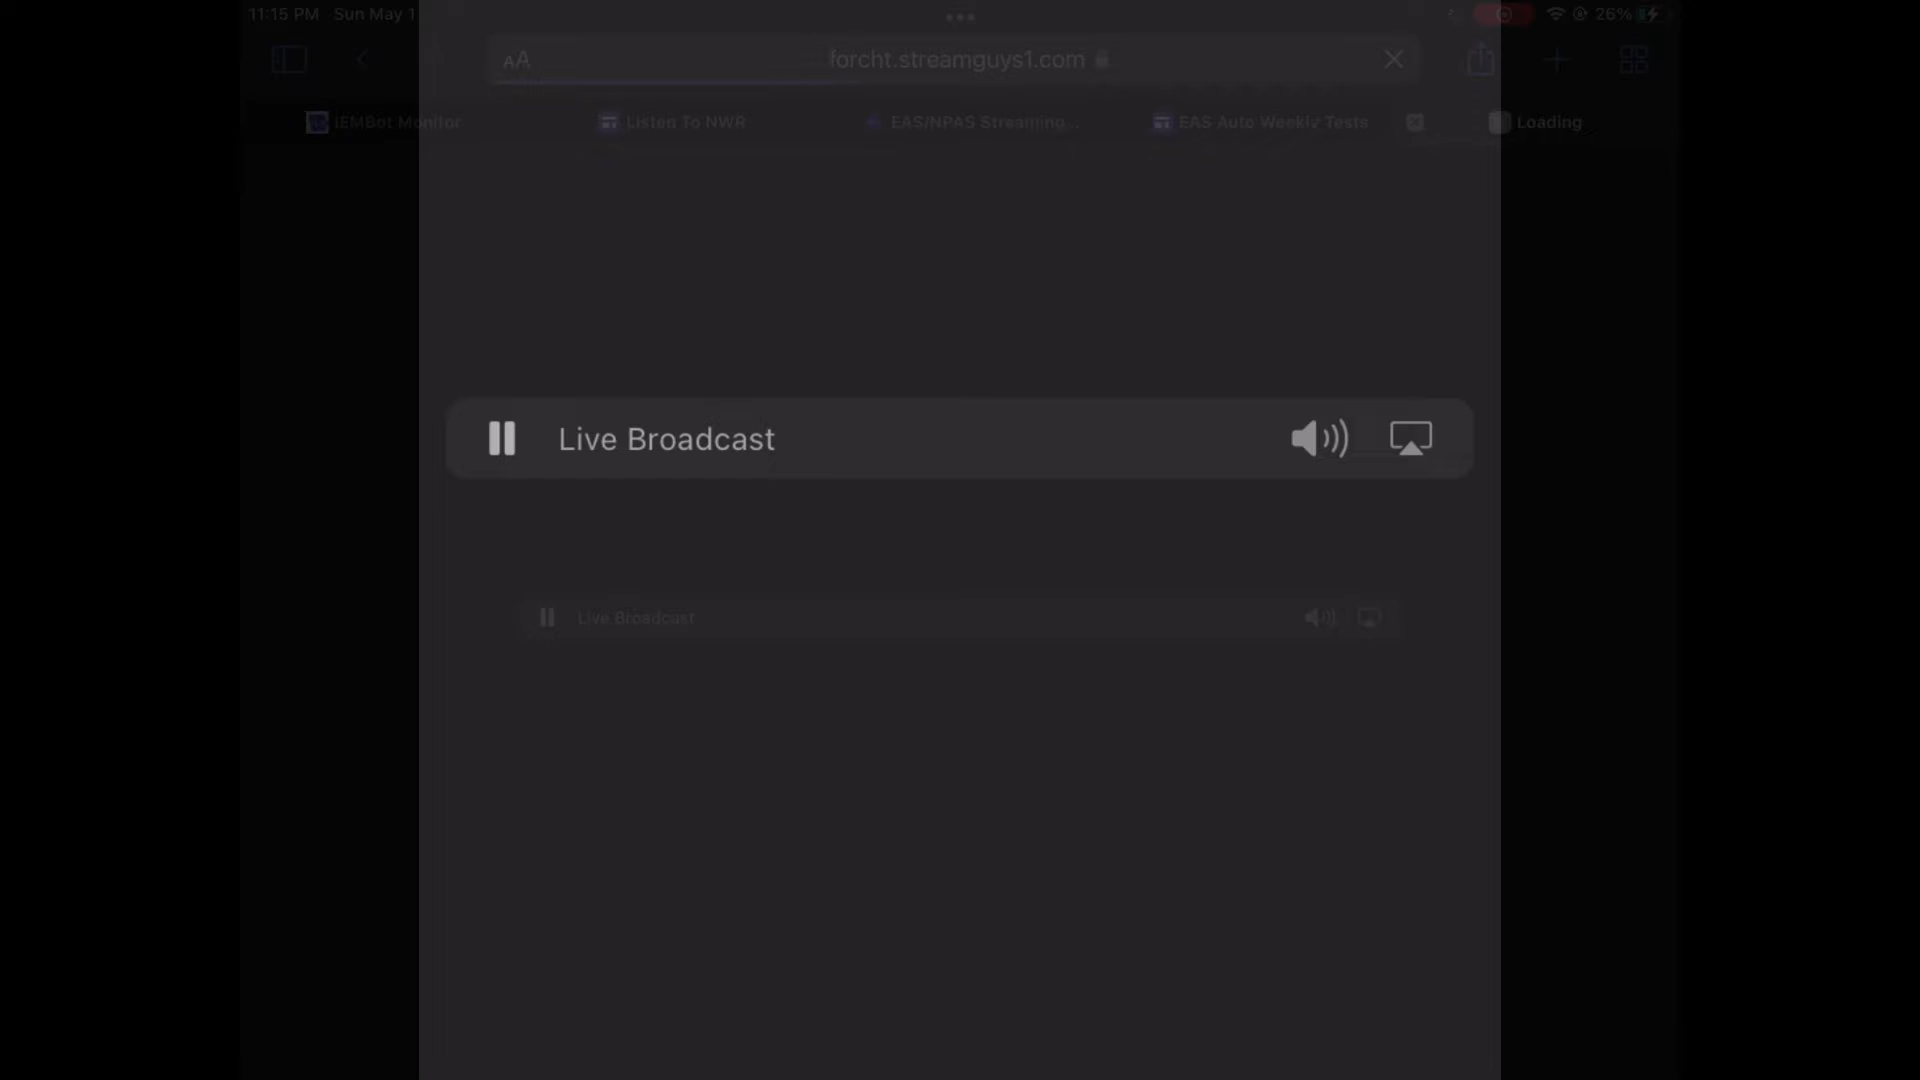 11:15 PM Sun May 1
26%
AA forcht.streamguys1.com
iEMBot Monitor
Listen To NWR
EAS/NPAS Streaming...
EAS Auto Weekly Tests
Loading
Live Broadcast
Live Broadcast